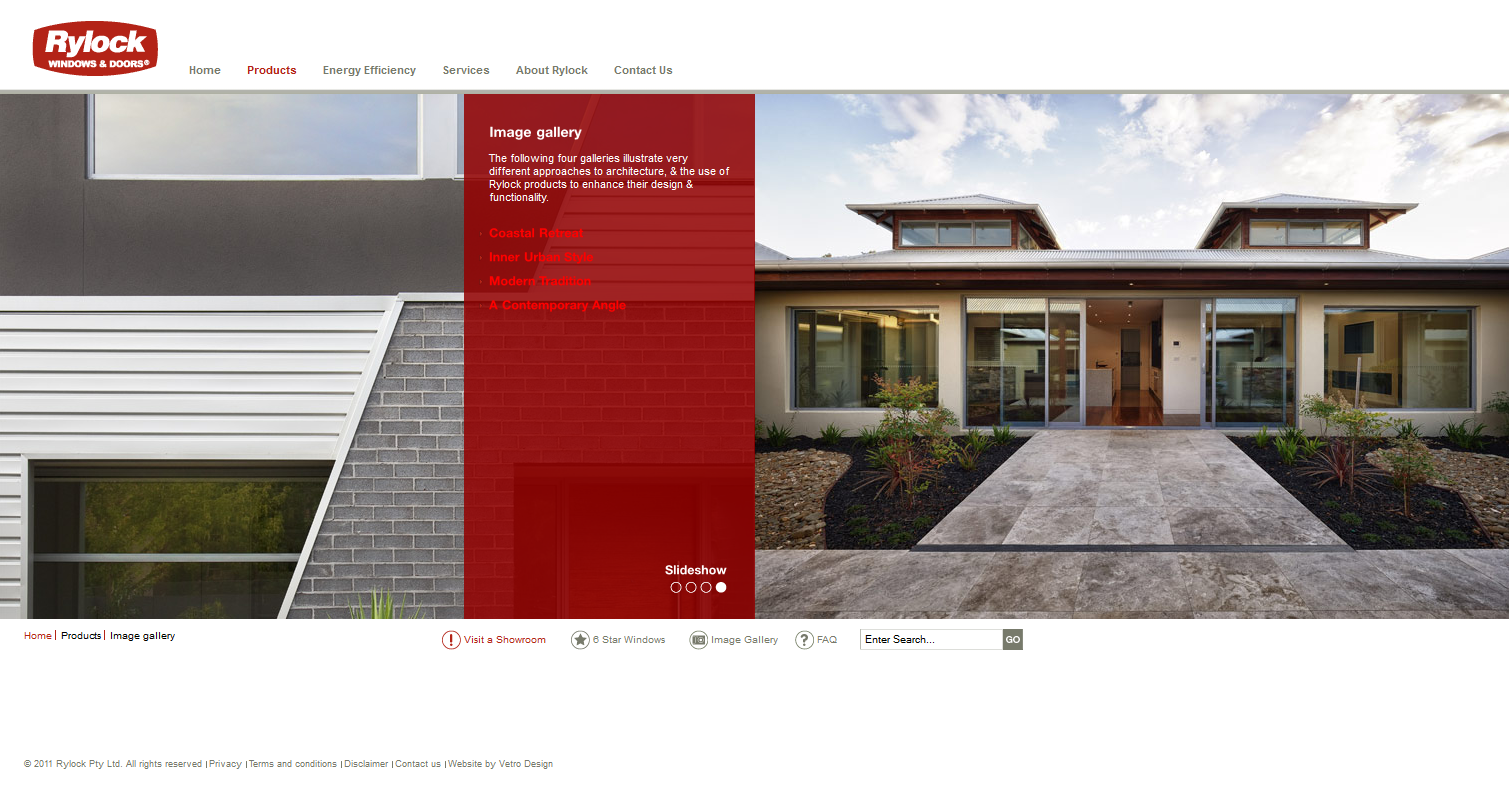 Rylock
WINDOWS & DOORS®
Home Products Energy Efficiency Services About Rylock Contact Us
Image gallery
The following four galleries illustrate very
different approaches to architecture, & the use of
Rylock products to enhance their design &
functionality.
Coastal Retreat
Inner Urban Style
Modern Tradition
A Contemporary Angle
Slideshow
Home | Products | Image gallery
Visit a Showroom 6 Star Windows Image Gallery FAQ Enter Search... GO
© 2011 Rylock Pty Ltd. All rights reserved | Privacy | Terms and conditions | Disclaimer | Contact us | Website by Vetro Design